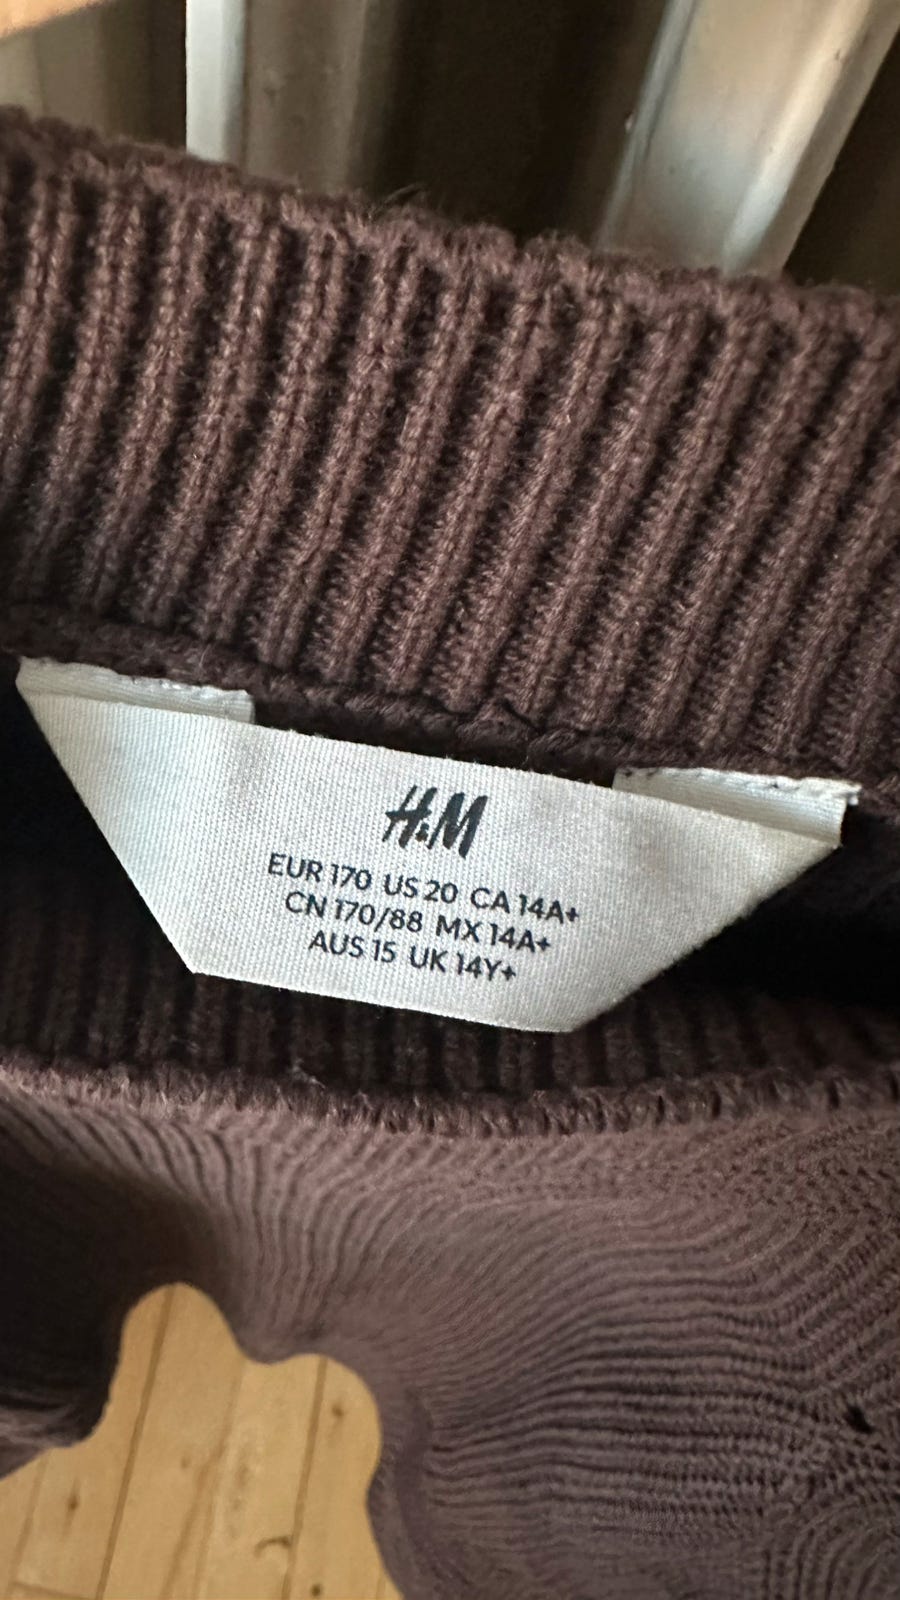 H&M
EUR 170 US 20 CA 14A+
CN 170/88 MX 14A+
AUS 15 UK 14Y+